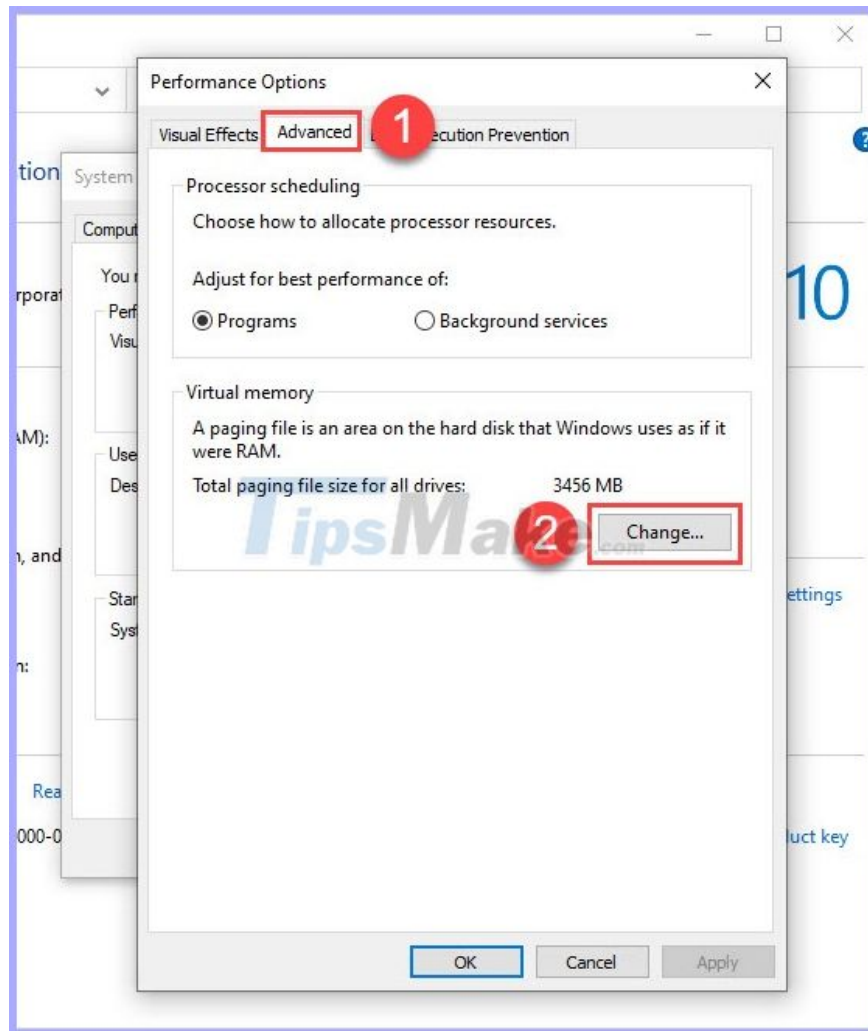 Performance Options
Visual Effects
Advanced
1
ecution Prevention
tion
System
Comput
Processor scheduling
Choose how to allocate processor resources.
You r
rporat
Perf
Visu
Adjust for best performance of:
10
Programs
Background services
Virtual memory
A paging file is an area on the hard disk that Windows uses as if it
were RAM.
AM):
Use
Des
Total paging file size for all drives: 3456 MB
TipsMake.com
2
Change...
n, and
Star
Syst
ettings
n:
Rea
000-0
duct key
OK
Cancel
Apply